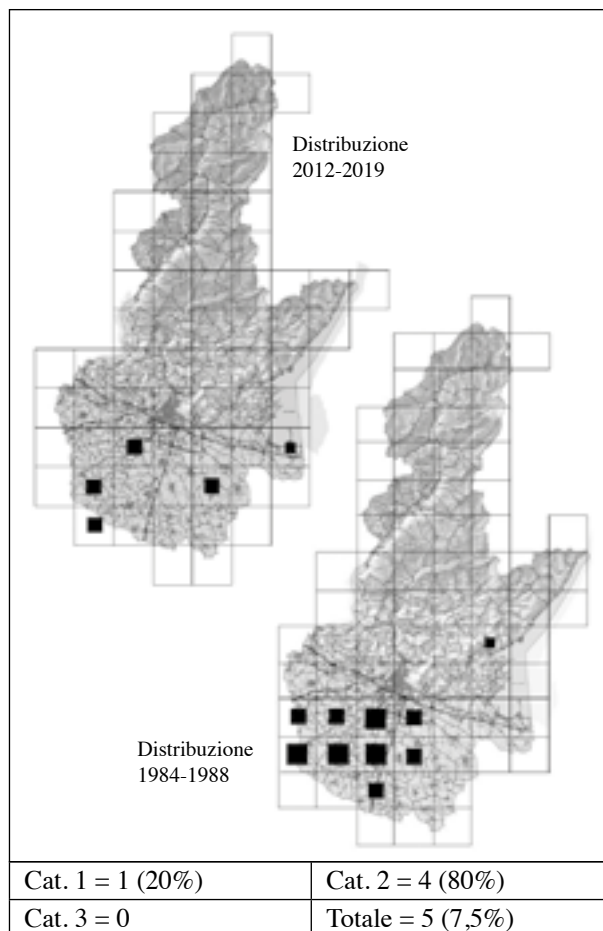 Distribuzione
2012-2019
Distribuzione
1984-1988
Cat. 1 = 1 (20%)
Cat. 2 = 4 (80%)
Cat. 3 = 0
Totale = 5 (7,5%)